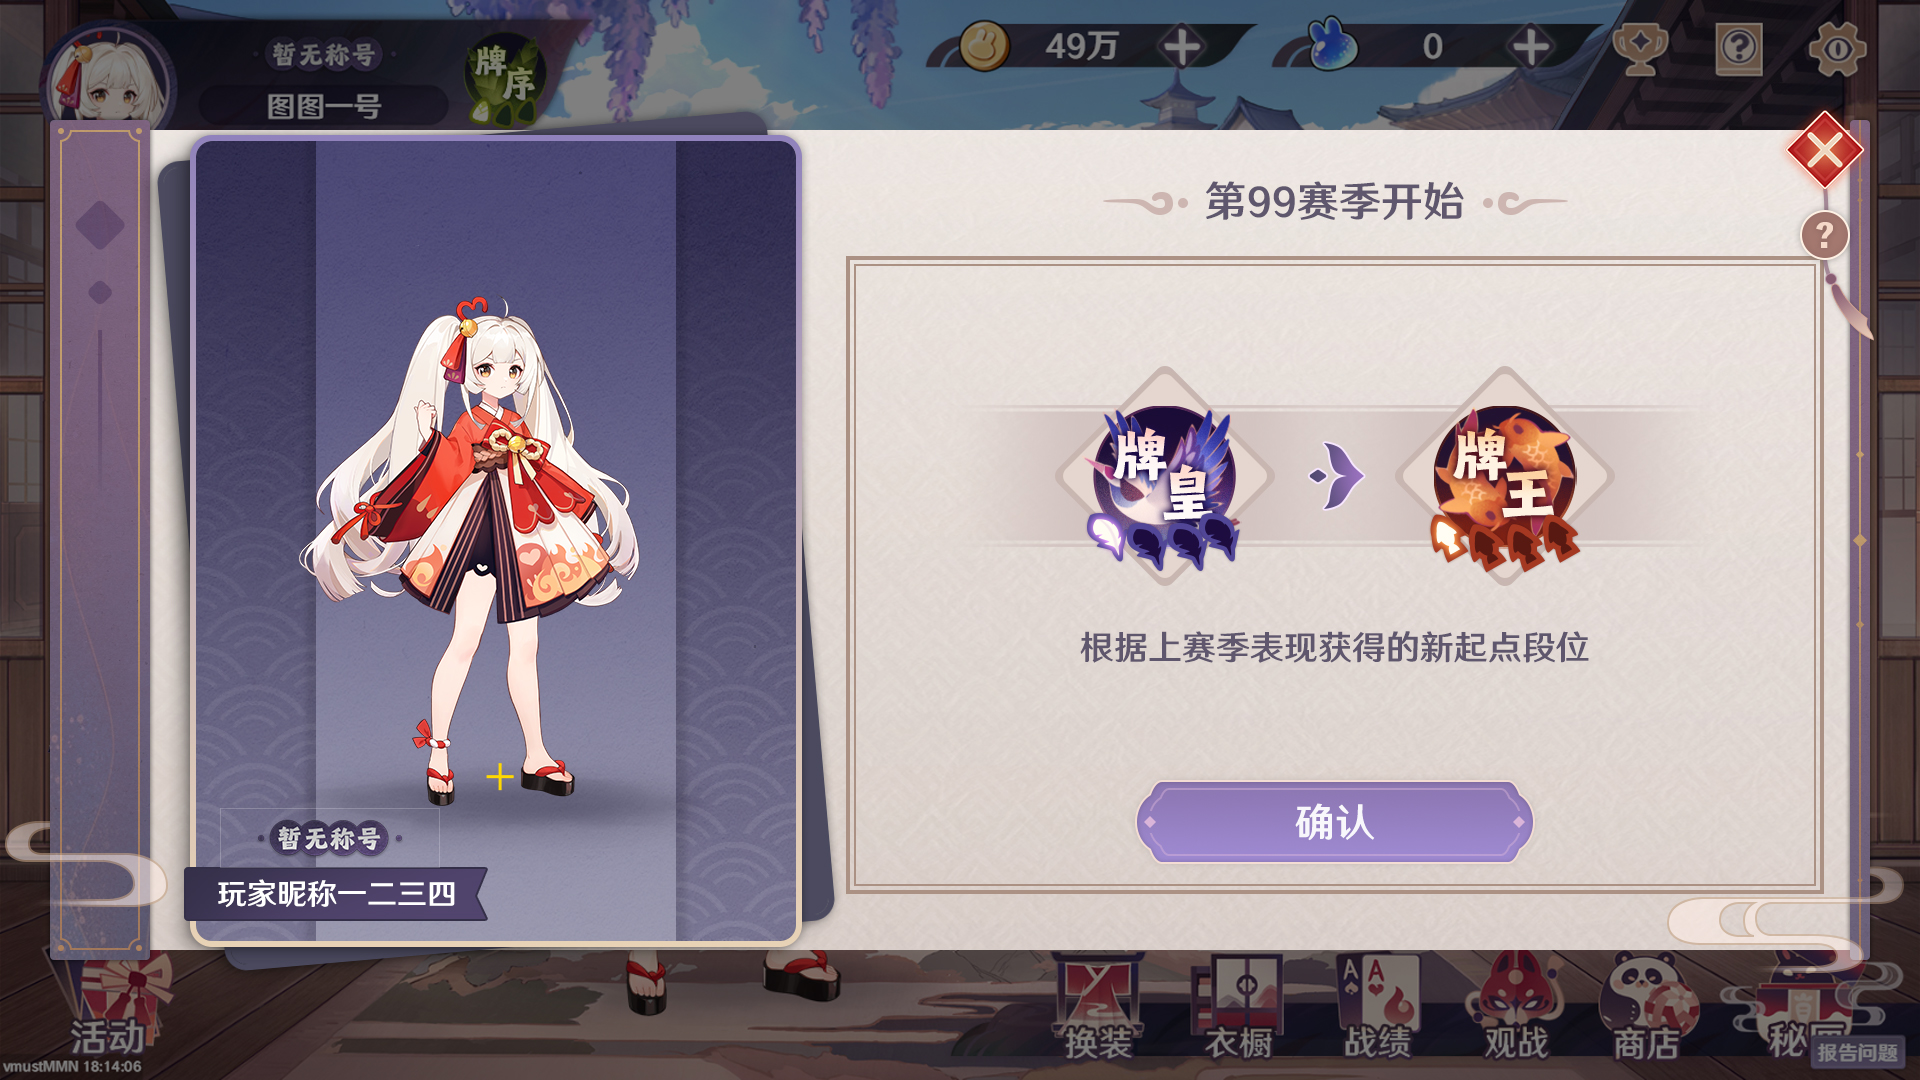 暂无称号
图图一号
牌序
49万
0
第99赛季开始
?
牌皇
牌王
根据上赛季表现获得的新起点段位
确认
暂无称号
玩家昵称一二三四
活动
换装
衣橱
战绩
观战
商店
秘
报告问题
vmustMMN 18:14:06